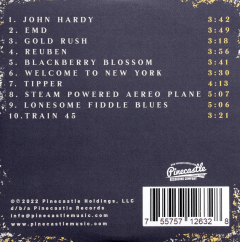 1. JOHN HARDY 3:42
2. EMD 3:49
3. GOLD RUSH 3:18
4. REUBEN 3:56
5. BLACKBERRY BLOSSOM 3:41
6. WELCOME TO NEW YORK 3:30
7. TIPPER 4:13
8. STEAM POWERED AEREO PLANE 5:07
9. LONESOME FIDDLE BLUES 5:06
10. TRAIN 45 3:21
Pinecastle
©©2022 Pinecastle Holdings, LLC
d/b/a Pinecastle Records
info@pinecastlemusic.com
www.pinecastlemusic.com
7 55757 12632 8